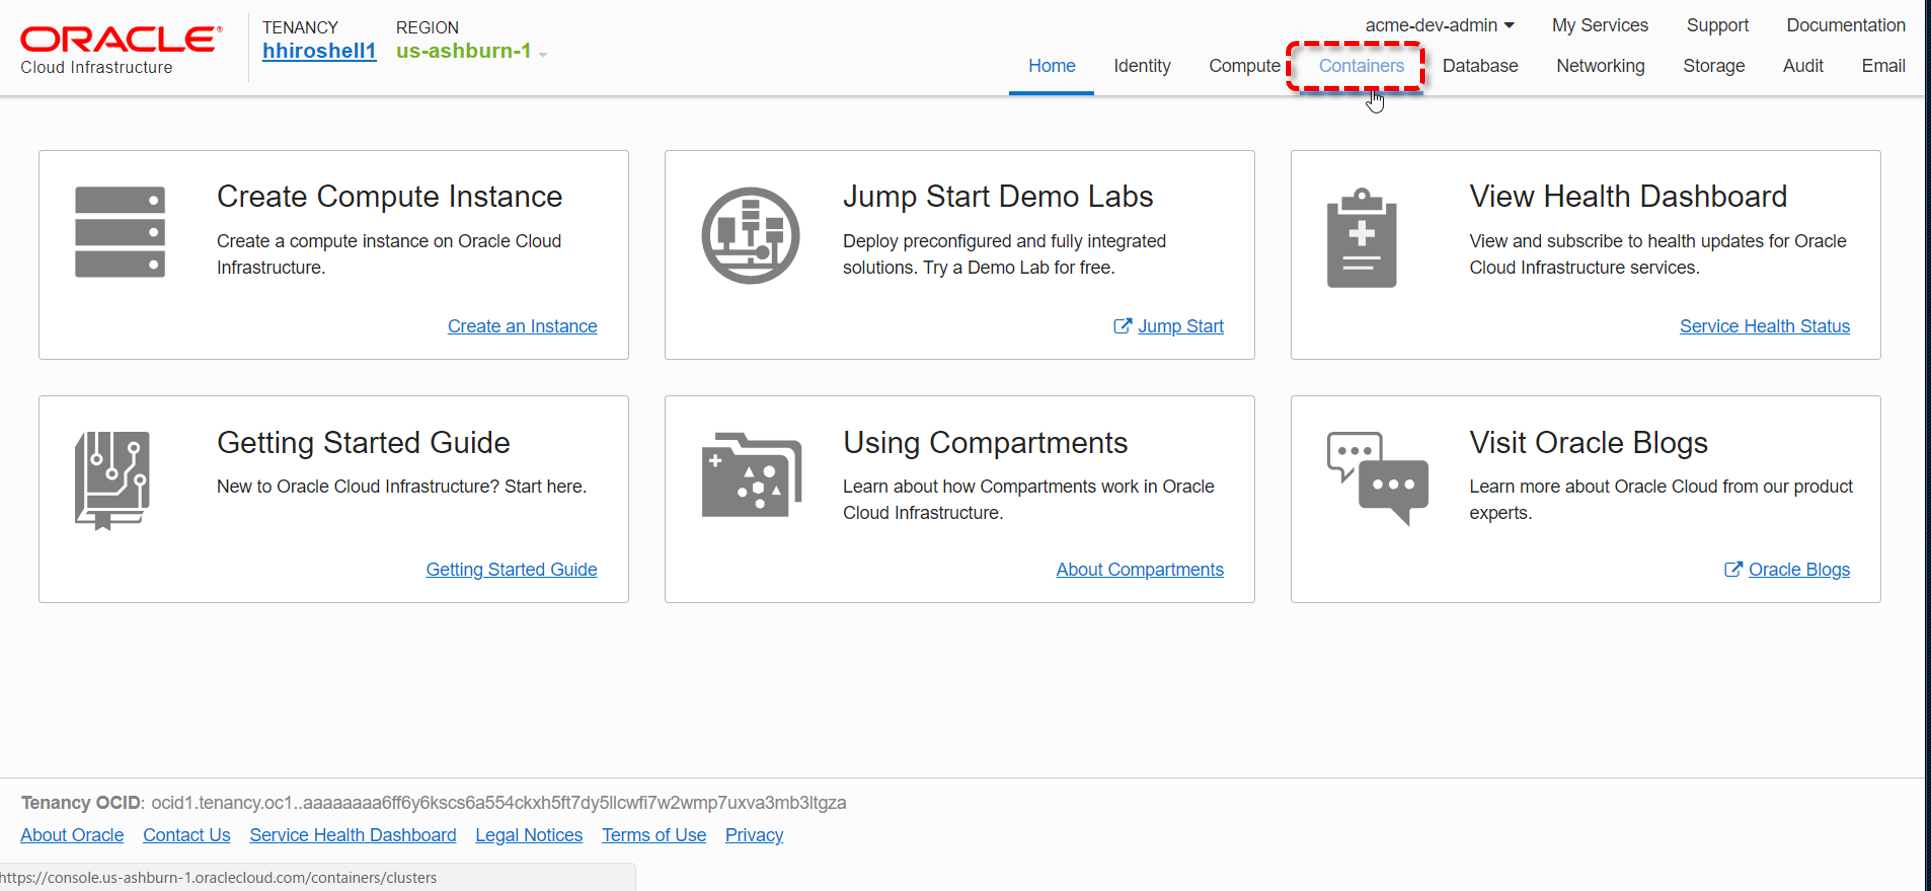 ORACLE®
Cloud Infrastructure
TENANCY
hhiroshell1
REGION
us-ashburn-1
acme-dev-admin
My Services
Support
Documentation
Home
Identity
Compute
Containers
Database
Networking
Storage
Audit
Email
Create Compute Instance
Create a compute instance on Oracle Cloud
Infrastructure.
Create an Instance
Jump Start Demo Labs
Deploy preconfigured and fully integrated
solutions. Try a Demo Lab for free.
Jump Start
View Health Dashboard
View and subscribe to health updates for Oracle
Cloud Infrastructure services.
Service Health Status
Getting Started Guide
New to Oracle Cloud Infrastructure? Start here.
Getting Started Guide
Using Compartments
Learn about how Compartments work in Oracle
Cloud Infrastructure.
About Compartments
Visit Oracle Blogs
Learn more about Oracle Cloud from our product
experts.
Oracle Blogs
Tenancy OCID: ocid1.tenancy.oc1..aaaaaaaa6ff6y6kscs6a554ckxh5ft7dy5llcwfi7w2wmp7uxva3mb3ltgza
About Oracle Contact Us Service Health Dashboard Legal Notices Terms of Use Privacy
https://console.us-ashburn-1.oraclecloud.com/containers/clusters